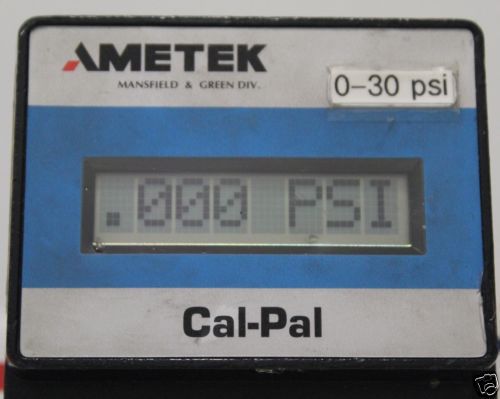 AMETEK
MANSFIELD & GREEN DIV.
0–30 psi
.000 PSI
Cal-Pal